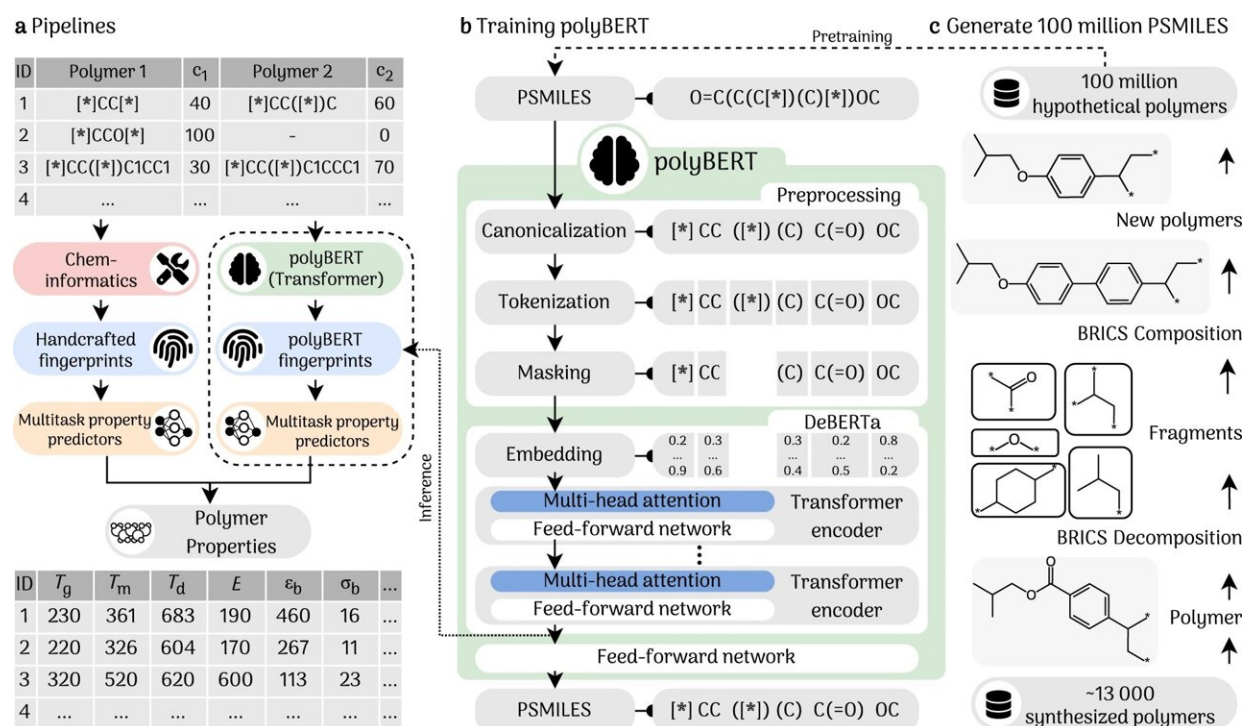 a Pipelines
ID Polymer 1 c1 Polymer 2 c2
1 [*]CC[*] 40 [*]CC([*])C 60
2 [*]CCO[*] 100 - 0
3 [*]CC([*])C1CC1 30 [*]CC([*])C1CCC1 70
4 ... ... ... ...
Chem-
informatics
polyBERT
(Transformer)
Handcrafted
fingerprints
polyBERT
fingerprints
Multitask property
predictors
Multitask property
predictors
Polymer
Properties
Inference
ID Tg Tm Td E εb σb ...
1 230 361 683 190 460 16 ...
2 220 326 604 170 267 11 ...
3 320 520 620 600 113 23 ...
4 ... ... ... ... ... ... ...
b Training polyBERT
Pretraining
PSMILES O=C(C(C[*])(C)[*])OC
polyBERT
Preprocessing
Canonicalization [*] CC ([*]) (C) C(=O) OC
Tokenization [*] CC ([*]) (C) C(=O) OC
Masking [*] CC (C) C(=O) OC
DeBERTa
Embedding
0.2 0.3 0.3 0.2 0.8
... ... ... ... ...
0.9 0.6 0.4 0.5 0.2
Multi-head attention
Feed-forward network
Transformer
encoder
Multi-head attention
Feed-forward network
Transformer
encoder
Feed-forward network
PSMILES [*] CC ([*]) (C) C(=O) OC
c Generate 100 million PSMILES
100 million
hypothetical polymers
O * *
New polymers
O * *
BRICS Composition
* O *
* * *
* O *
Fragments
* *
* *
BRICS Decomposition
O O * *
Polymer
~13 000
synthesized polymers